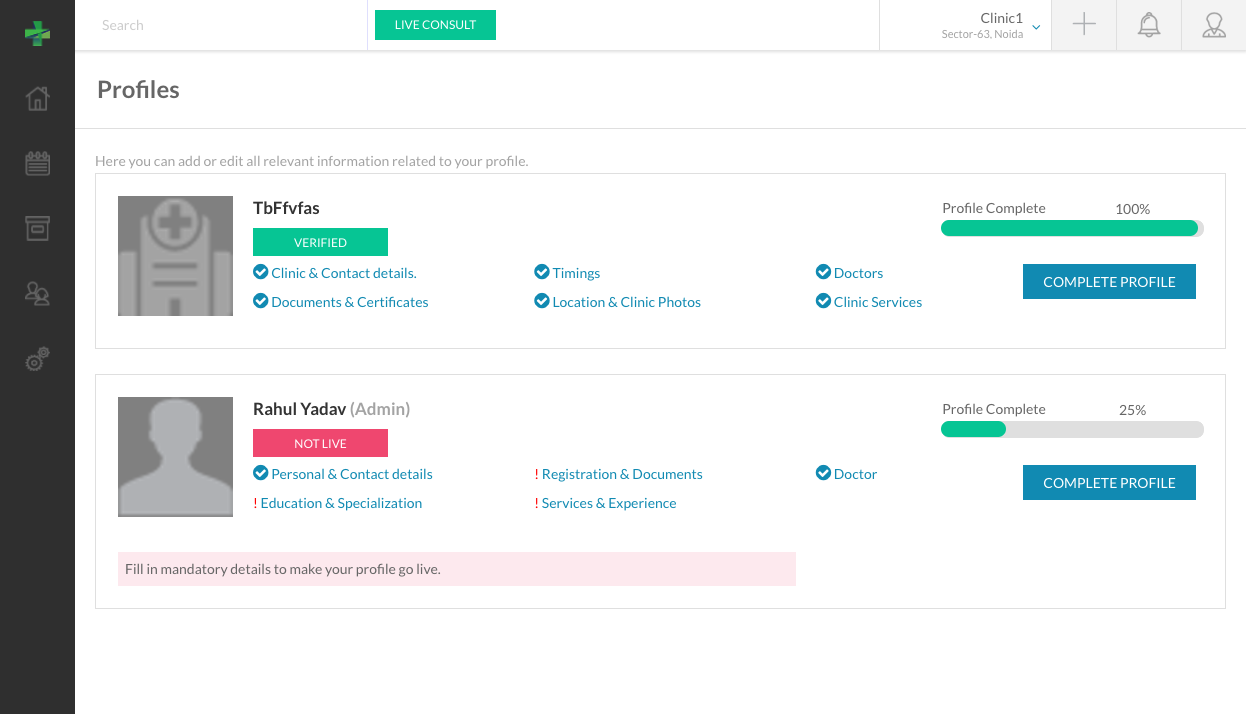 Search
LIVE CONSULT
Clinic1
Sector-63, Noida
Profiles
Here you can add or edit all relevant information related to your profile.
TbFfvfas
Profile Complete 100%
VERIFIED
Clinic & Contact details. Timings Doctors
COMPLETE PROFILE
Documents & Certificates Location & Clinic Photos Clinic Services
Rahul Yadav (Admin)
Profile Complete 25%
NOT LIVE
Personal & Contact details ! Registration & Documents Doctor
COMPLETE PROFILE
! Education & Specialization ! Services & Experience
Fill in mandatory details to make your profile go live.